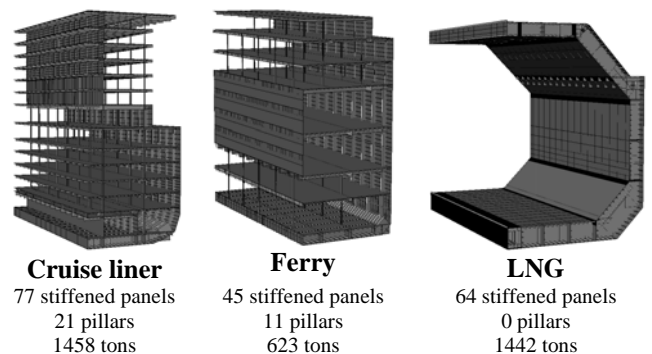 Cruise liner
77 stiffened panels
21 pillars
1458 tons
Ferry
45 stiffened panels
11 pillars
623 tons
LNG
64 stiffened panels
0 pillars
1442 tons